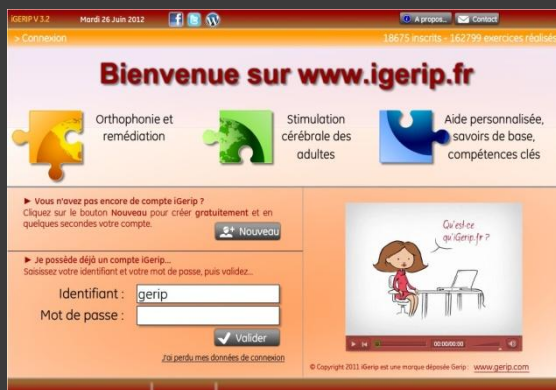 iGERIP V 3.2 Mardi 26 Juin 2012 A propos... Contact
> Connexion 18675 inscrits - 162799 exercices réalisés
Bienvenue sur www.igerip.fr
Orthophonie et
remédiation
Stimulation
cérébrale des
adultes
Aide personnalisée,
savoirs de base,
compétences clés
► Vous n'avez pas encore de compte iGerip ?
Cliquez sur le bouton Nouveau pour créer gratuitement et en
quelques secondes votre compte.
Nouveau
► Je possède déjà un compte iGerip...
Saisissez votre identifiant et votre mot de passe, puis validez...
Identifiant : gerip
Mot de passe :
Valider
J'ai perdu mes données de connexion
Qu'est-ce
qu'iGerip.fr ?
00:00/00:00
© Copyright 2011 iGerip est une marque déposée Gerip : www.gerip.com